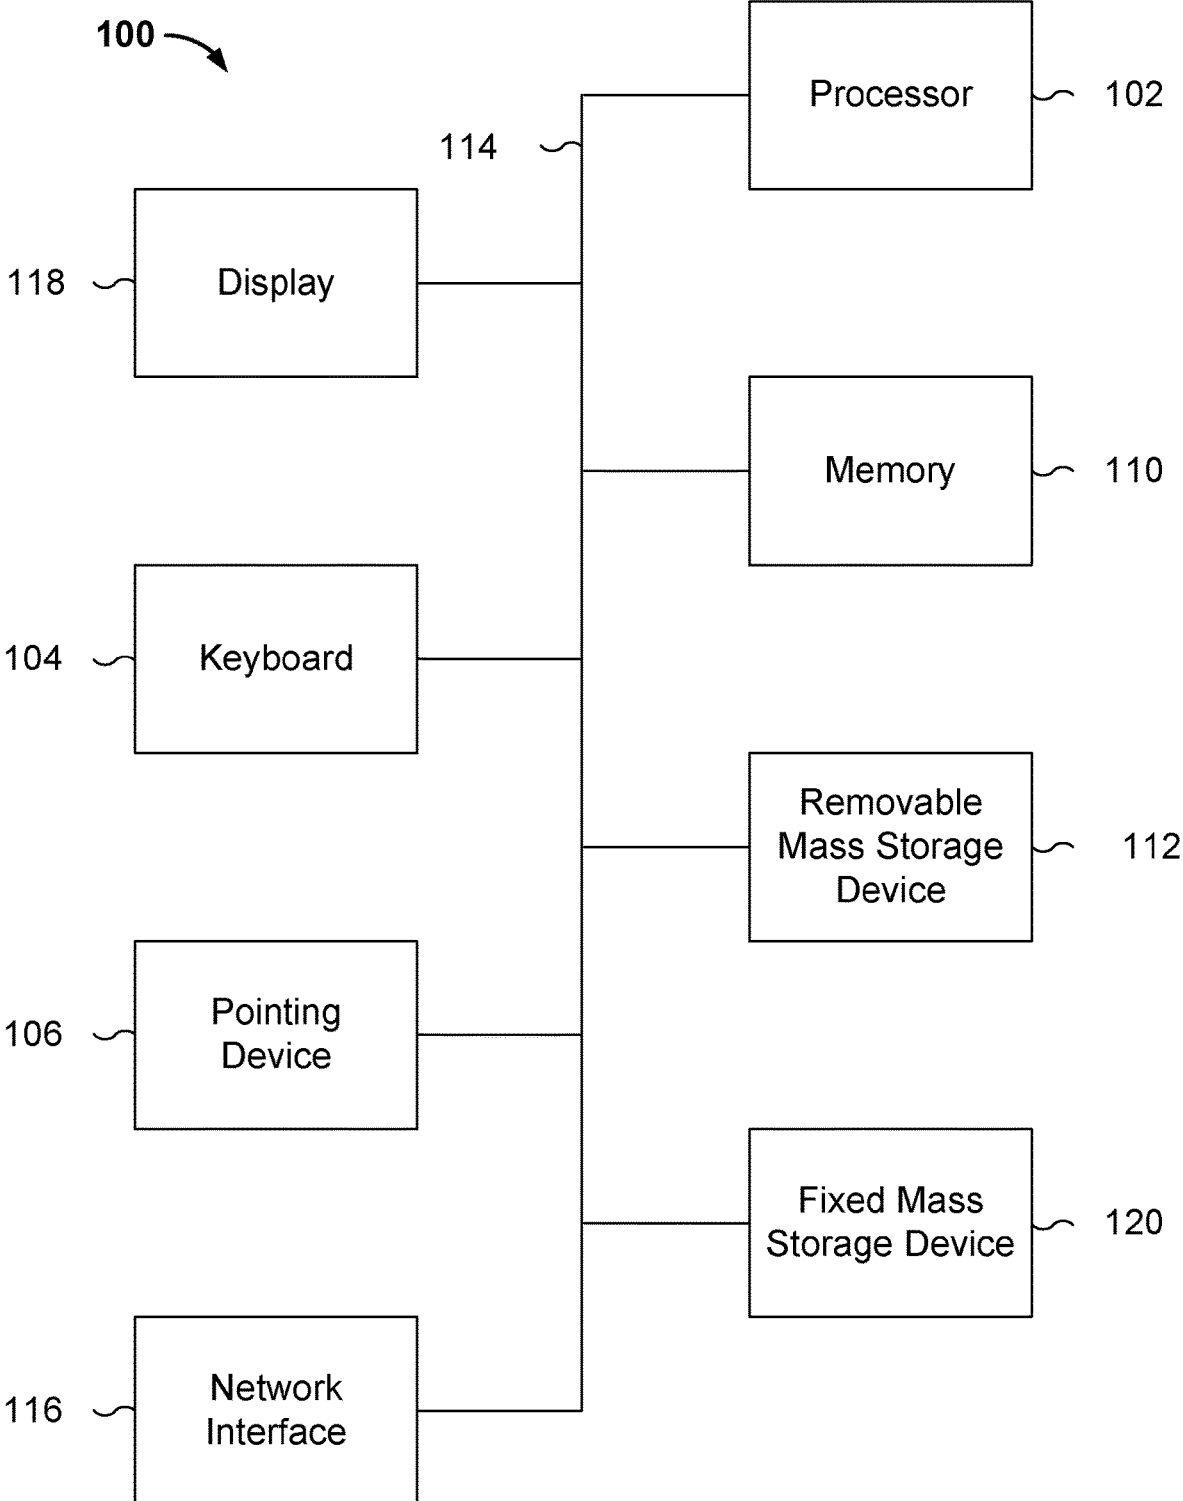 100
Processor
102
114
Display
118
Memory
110
Keyboard
104
Removable
Mass Storage
Device
112
Pointing
Device
106
Fixed Mass
Storage Device
120
Network
Interface
116